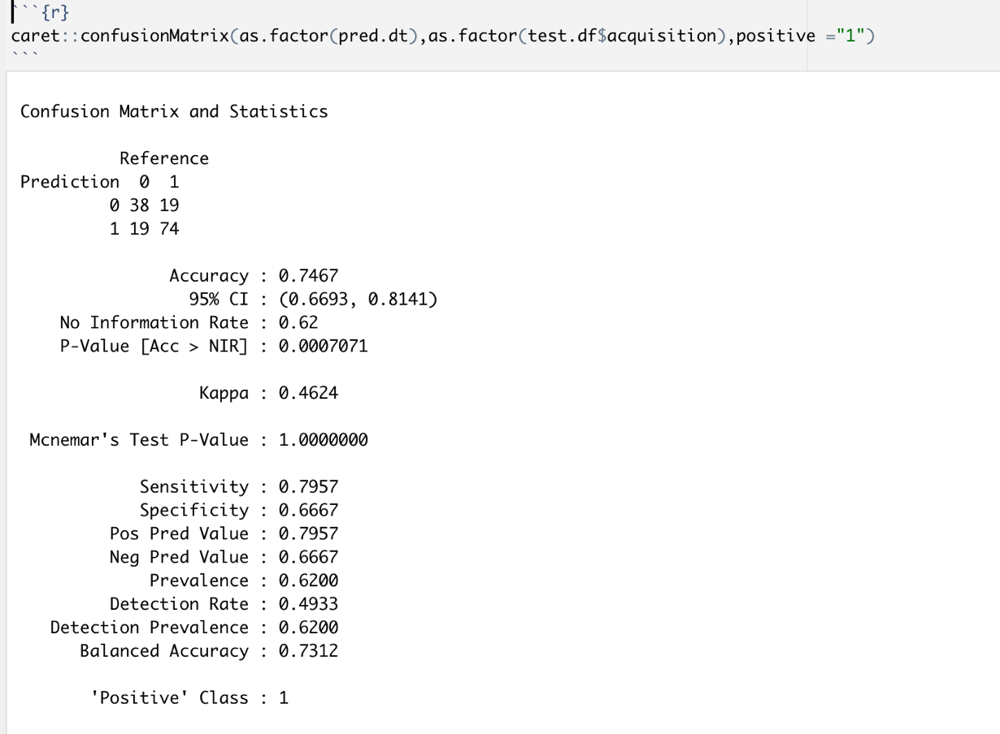 ```{r}
caret::confusionMatrix(as.factor(pred.dt),as.factor(test.df$acquisition),positive ="1")
```
Confusion Matrix and Statistics
Reference
Prediction 0 1
0 38 19
1 19 74
Accuracy : 0.7467
95% CI : (0.6693, 0.8141)
No Information Rate : 0.62
P-Value [Acc > NIR] : 0.0007071
Kappa : 0.4624
Mcnemar's Test P-Value : 1.0000000
Sensitivity : 0.7957
Specificity : 0.6667
Pos Pred Value : 0.7957
Neg Pred Value : 0.6667
Prevalence : 0.6200
Detection Rate : 0.4933
Detection Prevalence : 0.6200
Balanced Accuracy : 0.7312
'Positive' Class : 1